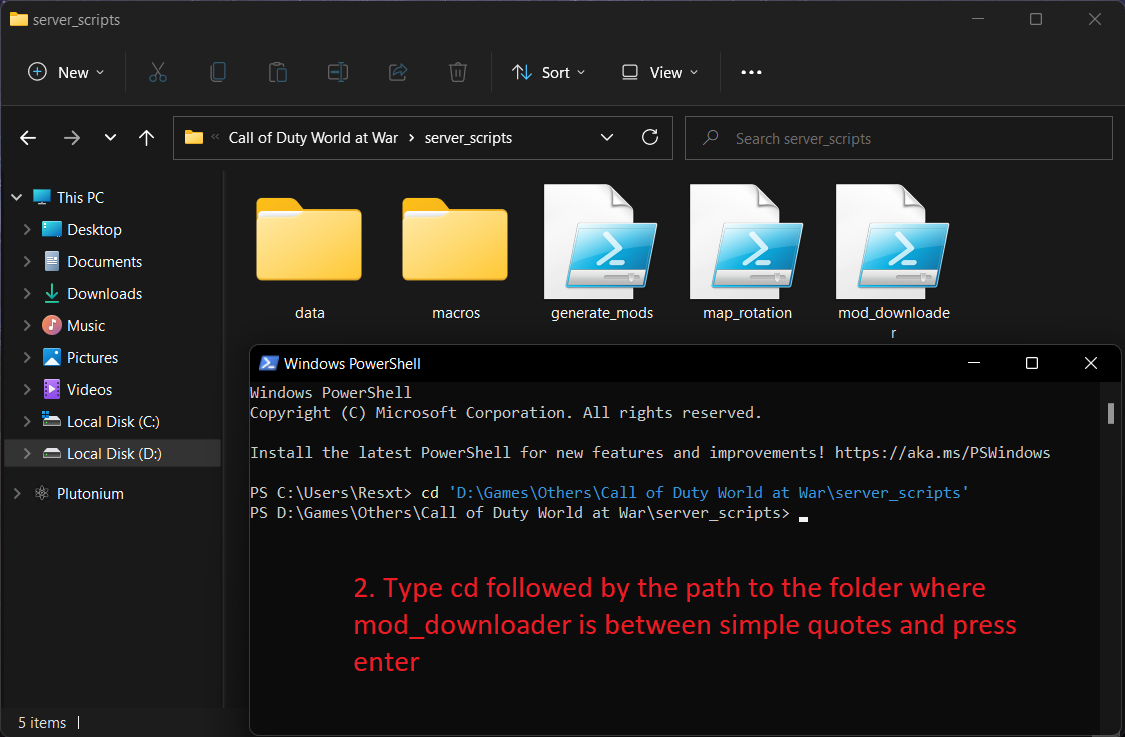 server_scripts
New
Sort
View
Call of Duty World at War
server_scripts
Search server_scripts
This PC
Desktop
Documents
Downloads
Music
Pictures
Videos
Local Disk (C:)
Local Disk (D:)
Plutonium
data
macros
generate_mods
map_rotation
mod_downloade
r
Windows PowerShell
Windows PowerShell
Copyright (C) Microsoft Corporation. All rights reserved.
Install the latest PowerShell for new features and improvements! https://aka.ms/PSWindows
PS C:\Users\Resxt> cd 'D:\Games\Others\Call of Duty World at War\server_scripts'
PS D:\Games\Others\Call of Duty World at War\server_scripts>
2. Type cd followed by the path to the folder where
mod_downloader is between simple quotes and press
enter
5 items